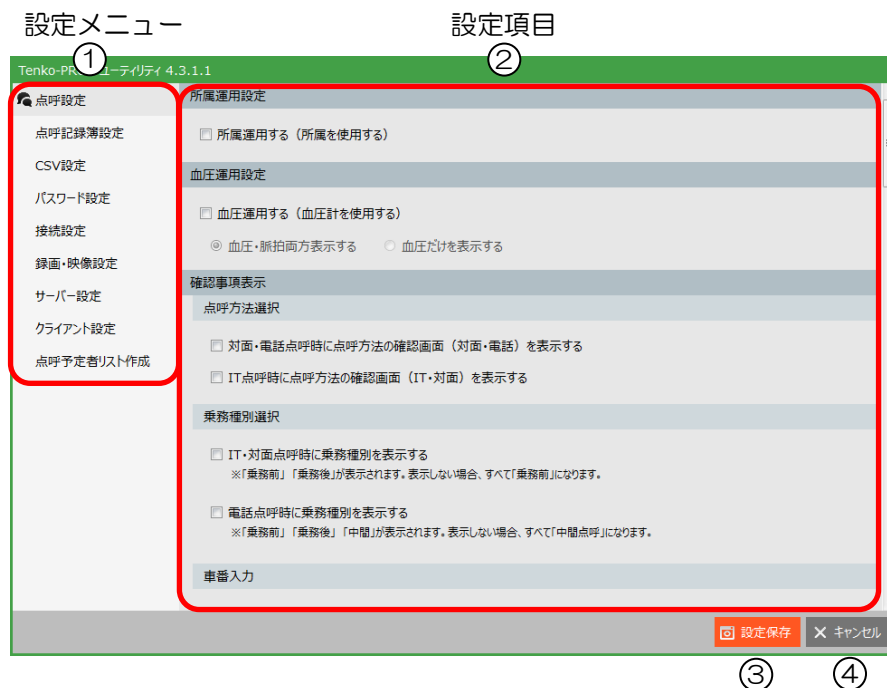 設定メニュー
設定項目
①
②
Tenko-PR ーティリティ 4.3.1.1
点呼設定
点呼記録簿設定
CSV設定
パスワード設定
接続設定
録画・映像設定
サーバー設定
クライアント設定
点呼予定者リスト作成
所属運用設定
所属運用する（所属を使用する）
血圧運用設定
血圧運用する（血圧計を使用する）
血圧・脈拍両方表示する 血圧だけを表示する
確認事項表示
点呼方法選択
対面・電話点呼時に点呼方法の確認画面（対面・電話）を表示する
IT点呼時に点呼方法の確認画面（IT・対面）を表示する
乗務種別選択
IT・対面点呼時に乗務種別を表示する
※「乗務前」「乗務後」が表示されます。表示しない場合、すべて「乗務前」になります。
電話点呼時に乗務種別を表示する
※「乗務前」「乗務後」「中間」が表示されます。表示しない場合、すべて「中間点呼」になります。
車番入力
設定保存 キャンセル
③
④